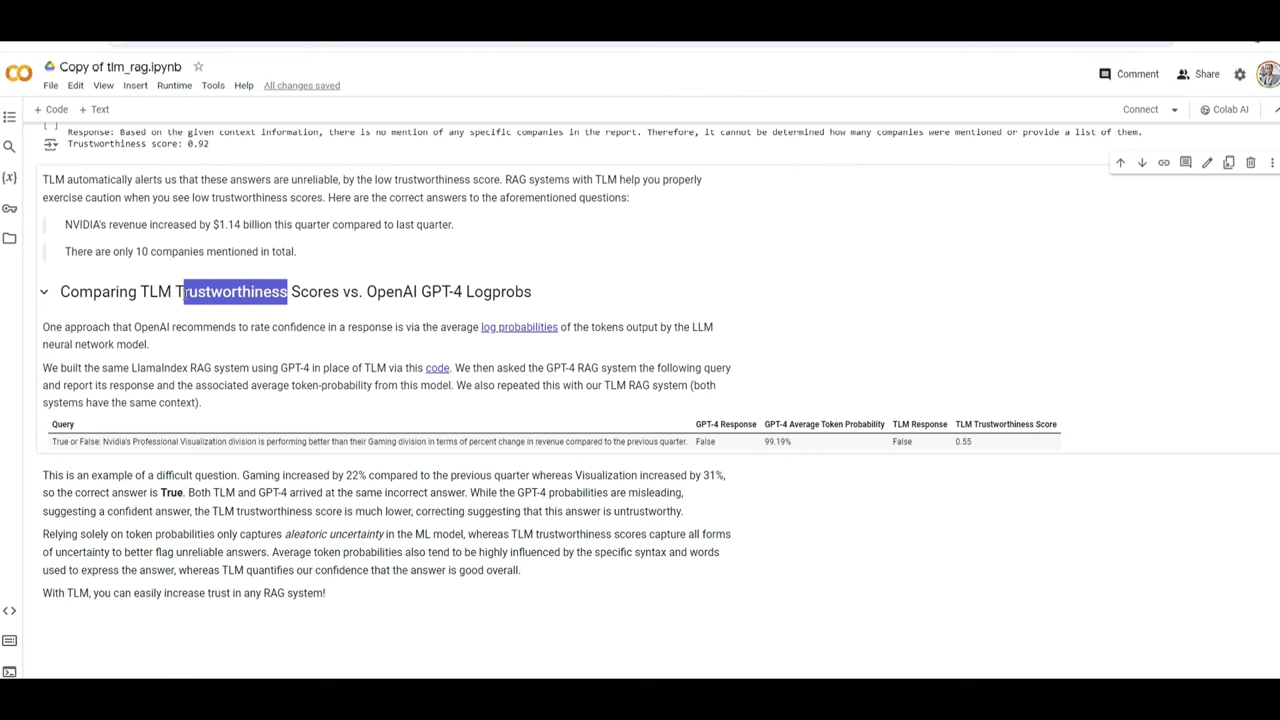 Copy of tlm_rag.ipynb
File Edit View Insert Runtime Tools Help All changes saved
Comment Share
+ Code + Text
Connect Colab AI
Response: Based on the given context information, there is no mention of any specific companies in the report. Therefore, it cannot be determined how many companies were mentioned or provide a list of them.
Trustworthiness score: 0.92
TLM automatically alerts us that these answers are unreliable, by the low trustworthiness score. RAG systems with TLM help you properly
exercise caution when you see low trustworthiness scores. Here are the correct answers to the aforementioned questions:
NVIDIA's revenue increased by $1.14 billion this quarter compared to last quarter.
There are only 10 companies mentioned in total.
Comparing TLM Trustworthiness Scores vs. OpenAI GPT-4 Logprobs
One approach that OpenAI recommends to rate confidence in a response is via the average log probabilities of the tokens output by the LLM
neural network model.
We built the same LlamaIndex RAG system using GPT-4 in place of TLM via this code. We then asked the GPT-4 RAG system the following query
and report its response and the associated average token-probability from this model. We also repeated this with our TLM RAG system (both
systems have the same context).
Query GPT-4 Response GPT-4 Average Token Probability TLM Response TLM Trustworthiness Score
True or False: Nvidia's Professional Visualization division is performing better than their Gaming division in terms of percent change in revenue compared to the previous quarter. False 99.19% False 0.55
This is an example of a difficult question. Gaming increased by 22% compared to the previous quarter whereas Visualization increased by 31%,
so the correct answer is True. Both TLM and GPT-4 arrived at the same incorrect answer. While the GPT-4 probabilities are misleading,
suggesting a confident answer, the TLM trustworthiness score is much lower, correcting suggesting that this answer is untrustworthy.
Relying solely on token probabilities only captures aleatoric uncertainty in the ML model, whereas TLM trustworthiness scores capture all forms
of uncertainty to better flag unreliable answers. Average token probabilities also tend to be highly influenced by the specific syntax and words
used to express the answer, whereas TLM quantifies our confidence that the answer is good overall.
With TLM, you can easily increase trust in any RAG system!